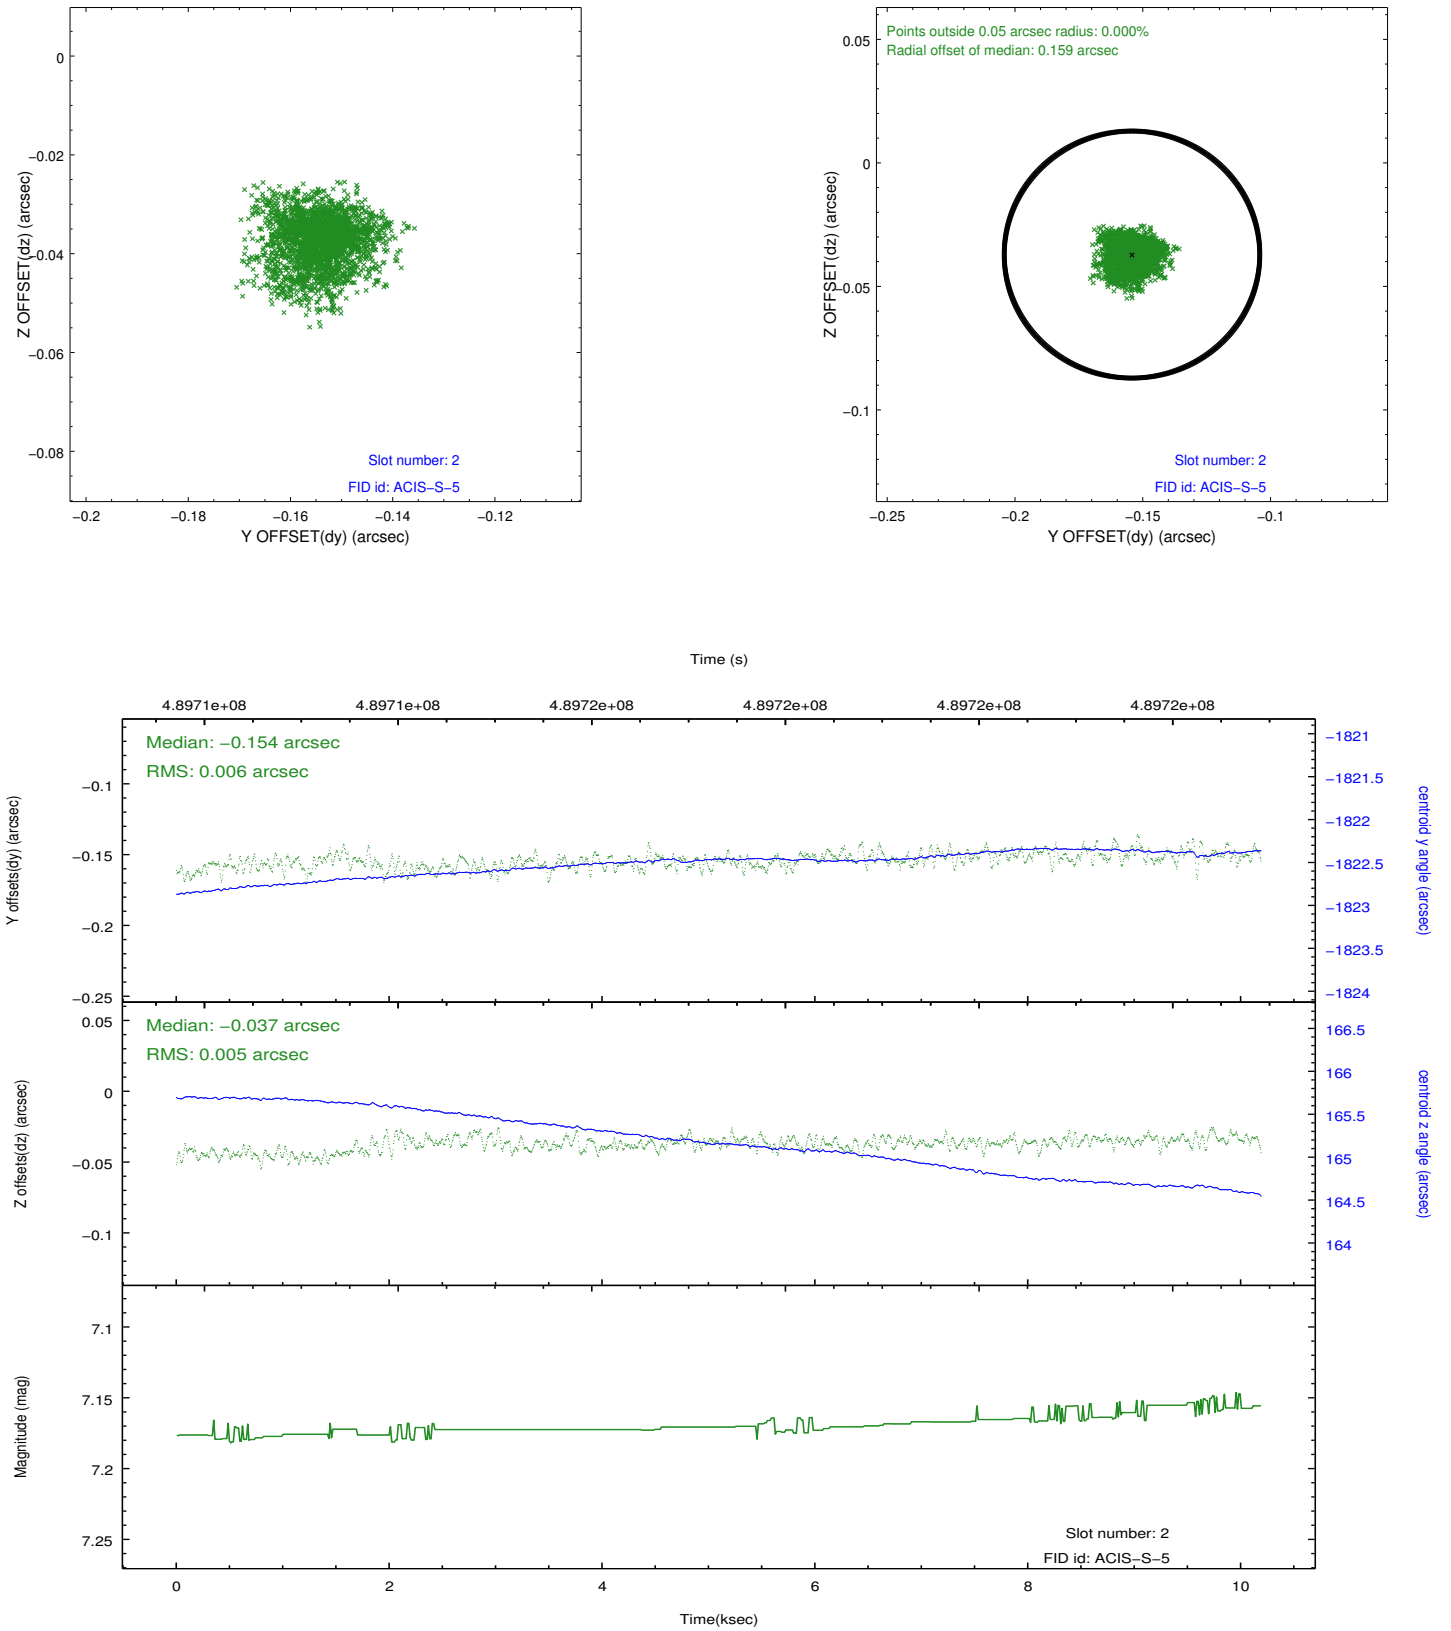 0
−0.02
−0.04
−0.06
−0.08
Z OFFSET(dz) (arcsec)
Slot number: 2
FID id: ACIS−S−5
−0.2
−0.18
−0.16
−0.14
−0.12
Y OFFSET(dy) (arcsec)
Points outside 0.05 arcsec radius: 0.000%
Radial offset of median: 0.159 arcsec
0.05
0
−0.05
−0.1
Z OFFSET(dz) (arcsec)
Slot number: 2
FID id: ACIS−S−5
−0.25
−0.2
−0.15
−0.1
Y OFFSET(dy) (arcsec)
Time (s)
4.8971e+08
4.8971e+08
4.8972e+08
4.8972e+08
4.8972e+08
4.8972e+08
Median: −0.154 arcsec
RMS: 0.006 arcsec
−0.1
−0.15
−0.2
−0.25
Y offsets(dy) (arcsec)
−1821
−1821.5
−1822
−1822.5
−1823
−1823.5
−1824
centroid y angle (arcsec)
Median: −0.037 arcsec
RMS: 0.005 arcsec
0.05
0
−0.05
−0.1
Z offsets(dz) (arcsec)
166.5
166
165.5
165
164.5
164
centroid z angle (arcsec)
7.1
7.15
7.2
7.25
Magnitude (mag)
Slot number: 2
FID id: ACIS−S−5
0
2
4
6
8
10
Time(ksec)